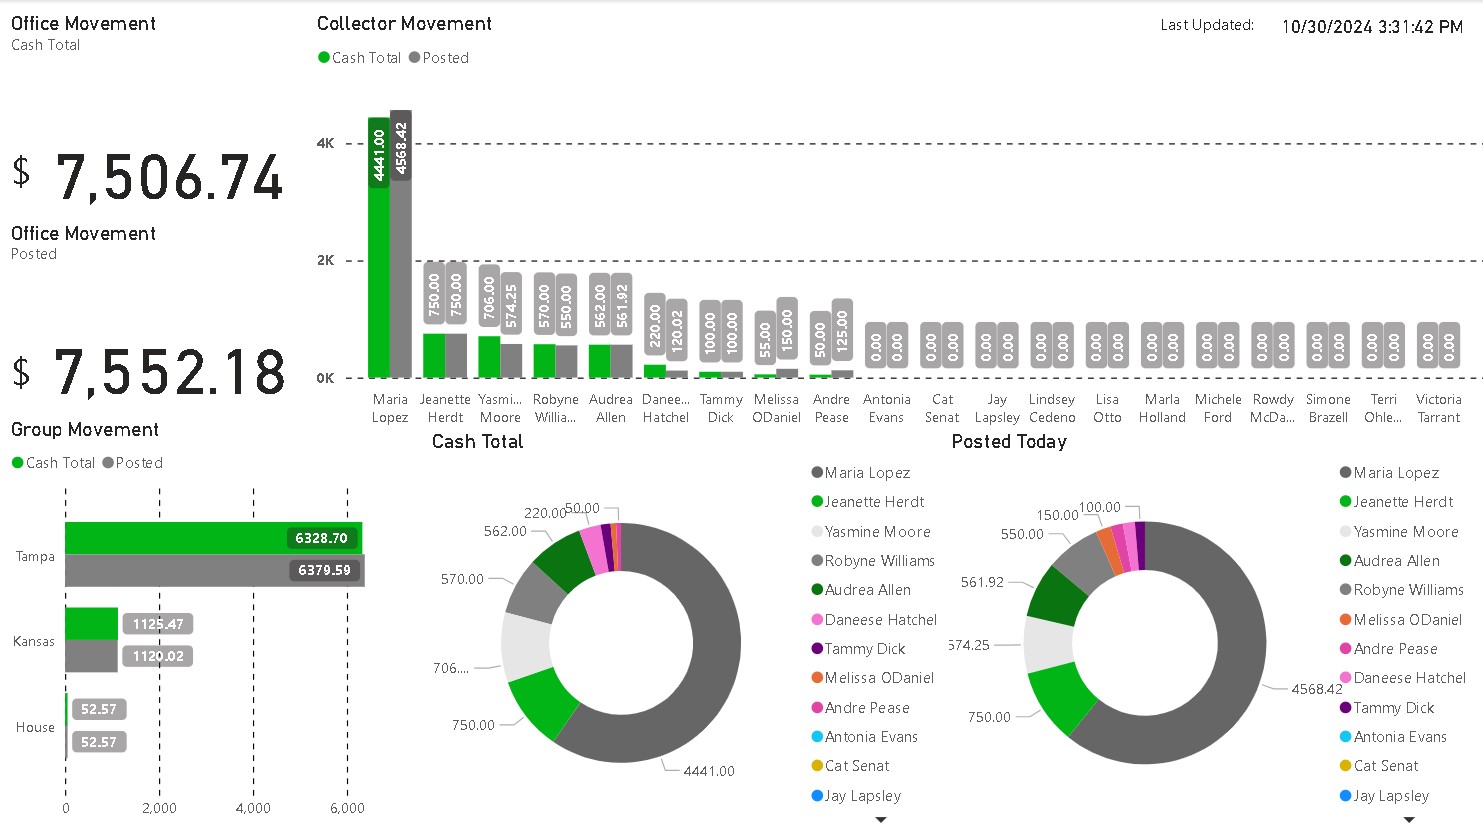 Office Movement
Cash Total
$ 7,506.74
Office Movement
Posted
$ 7,552.18
Collector Movement
Cash Total Posted
Last Updated: 10/30/2024 3:31:42 PM
4K
2K
0K
4441.00 4568.42
750.00 750.00
706.00 574.25
570.00 550.00
562.00 561.92
220.00 120.02
100.00 100.00
55.00 150.00
50.00 125.00
0.00 0.00
0.00 0.00
0.00 0.00
0.00 0.00
0.00 0.00
0.00 0.00
0.00 0.00
0.00 0.00
0.00 0.00
0.00 0.00
0.00 0.00
Maria Lopez
Jeanette Herdt
Yasmi... Moore
Robyne Willia...
Audrea Allen
Danee... Hatchel
Tammy Dick
Melissa ODaniel
Andre Pease
Antonia Evans
Cat Senat
Jay Lapsley
Lindsey Cedeno
Lisa Otto
Marla Holland
Michele Ford
Rowdy McDa...
Simone Brazell
Terri Ohle...
Victoria Tarrant
Group Movement
Cash Total Posted
Tampa
6328.70
6379.59
Kansas
1125.47
1120.02
House
52.57
52.57
0 2,000 4,000 6,000
Cash Total
220.00
50.00
562.00
570.00
706....
750.00
4441.00
Maria Lopez
Jeanette Herdt
Yasmine Moore
Robyne Williams
Audrea Allen
Daneese Hatchel
Tammy Dick
Melissa ODaniel
Andre Pease
Antonia Evans
Cat Senat
Jay Lapsley
Posted Today
100.00
150.00
550.00
561.92
574.25
750.00
4568.42
Maria Lopez
Jeanette Herdt
Yasmine Moore
Audrea Allen
Robyne Williams
Melissa ODaniel
Andre Pease
Daneese Hatchel
Tammy Dick
Antonia Evans
Cat Senat
Jay Lapsley